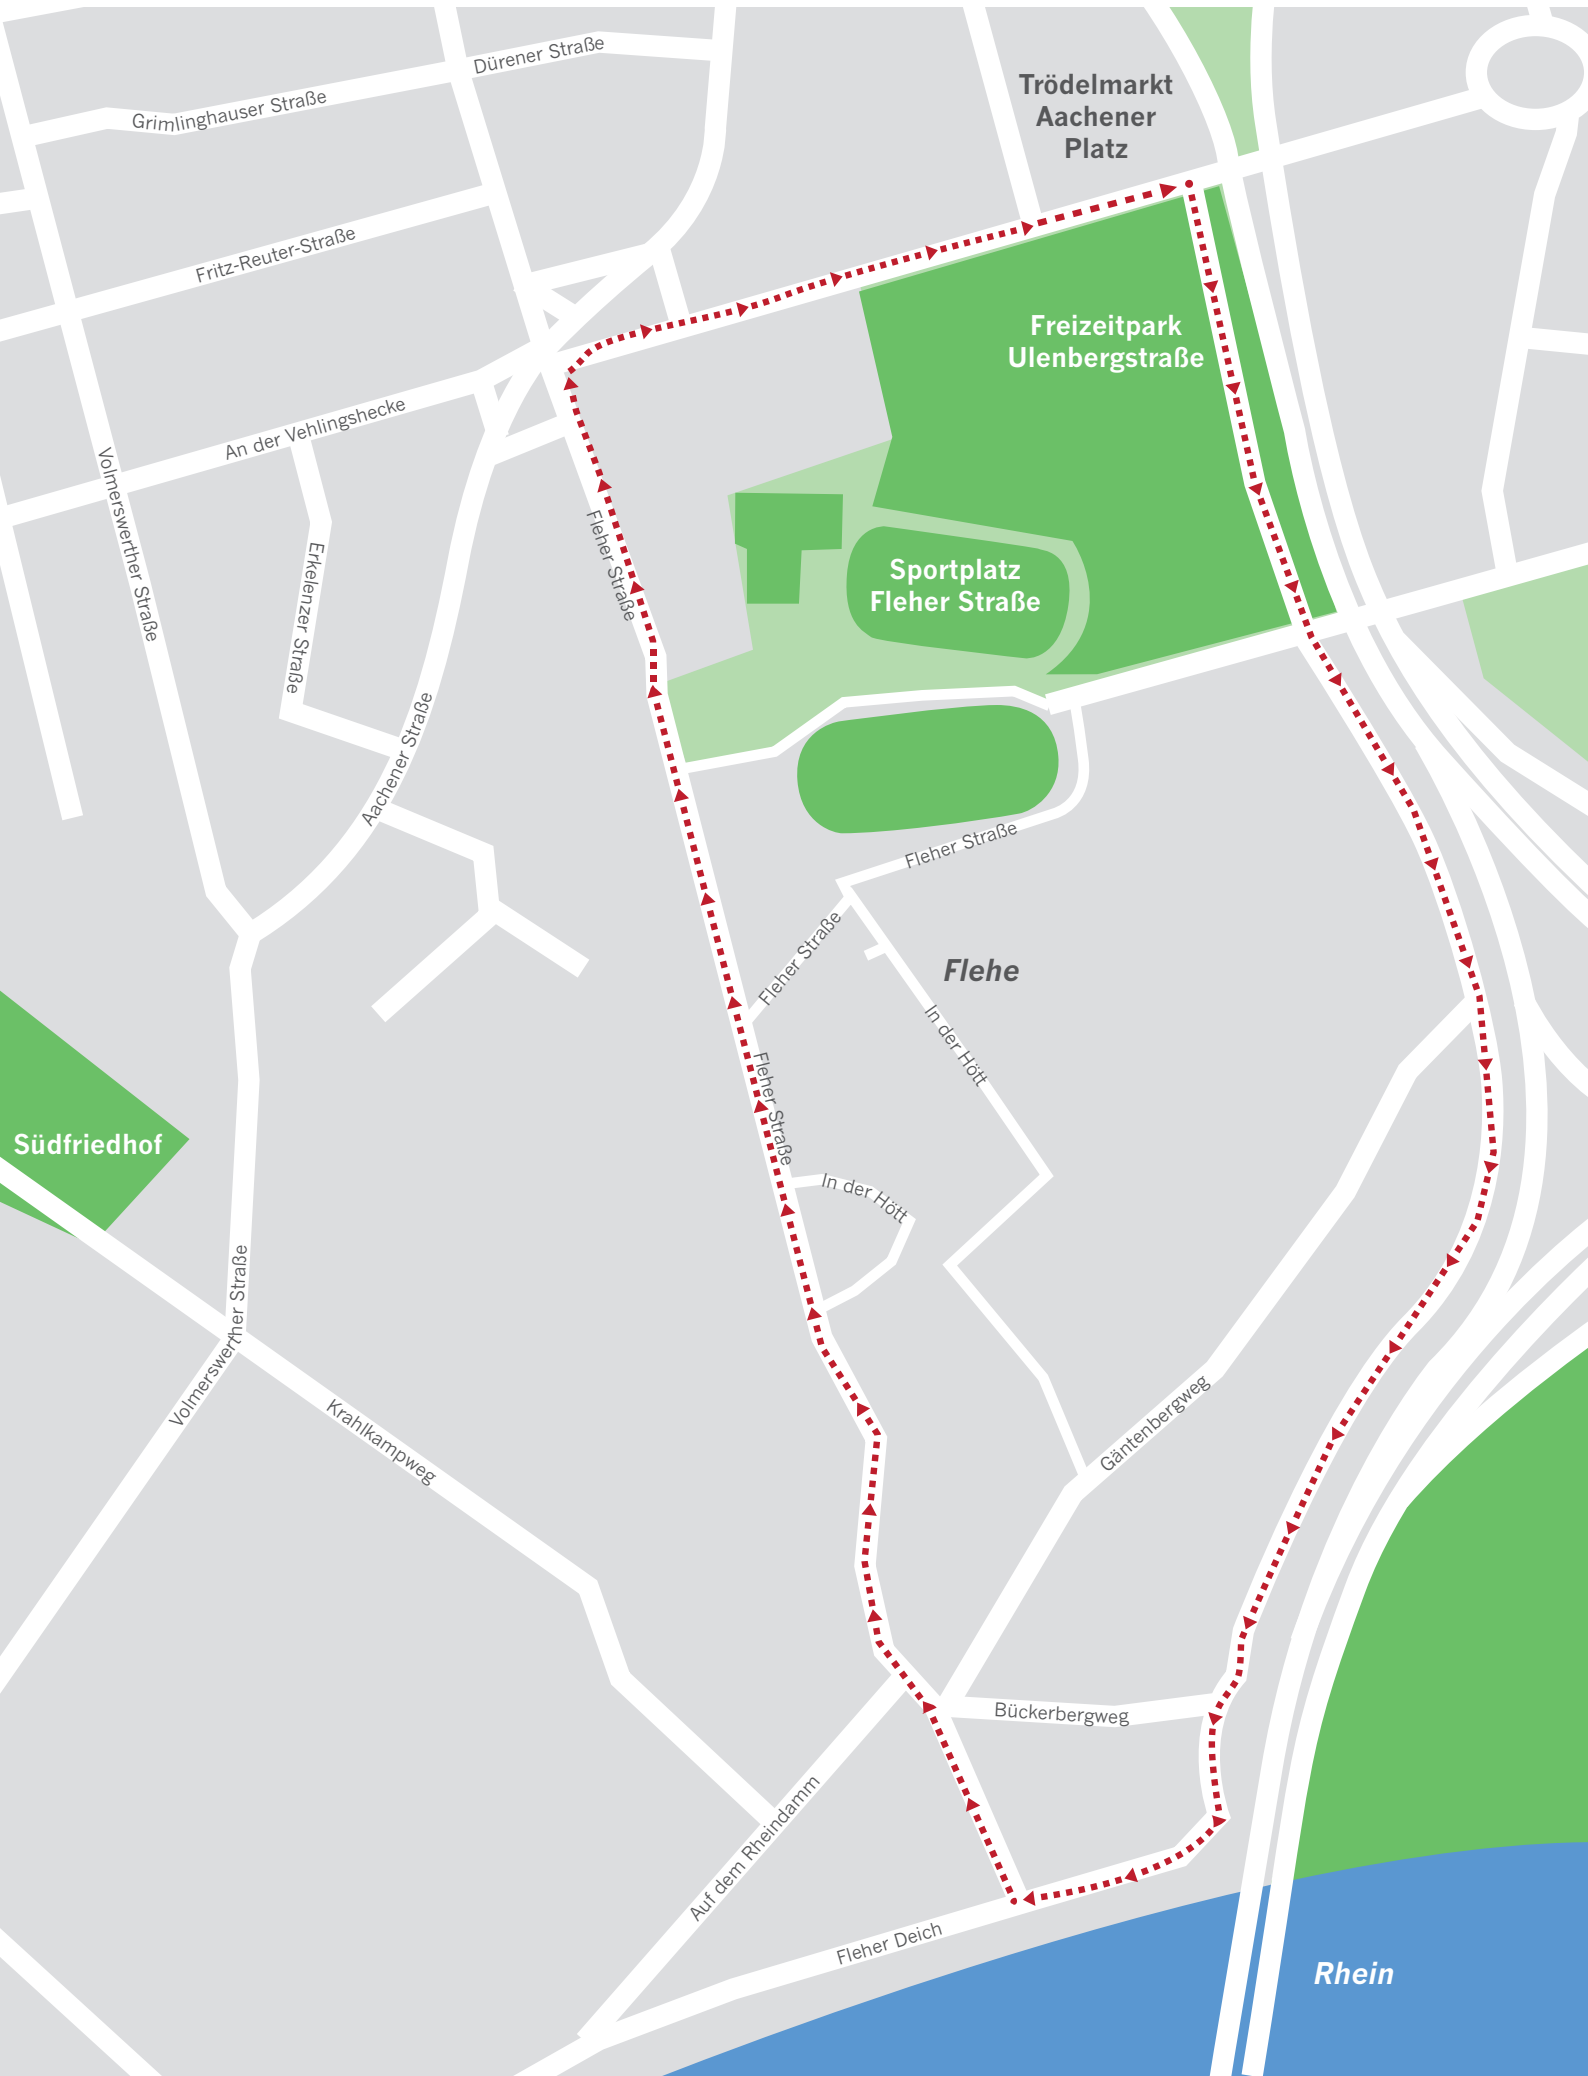 Dürener Straße
Grimlinghauser Straße
Trödelmarkt
Aachener
Platz
Fritz-Reuter-Straße
Freizeitpark
Ulenbergstraße
An der Vehlingshecke
Volmerswerther Straße
Erkelenzer Straße
Fleher Straße
Sportplatz
Fleher Straße
Aachener Straße
Fleher Straße
Fleher Straße
Flehe
In der Hött
Fleher Straße
Südfriedhof
In der Hött
Volmerswerther Straße
Krahlkampweg
Gäntenbergweg
Bückerbergweg
Auf dem Rheindamm
Fleher Deich
Rhein